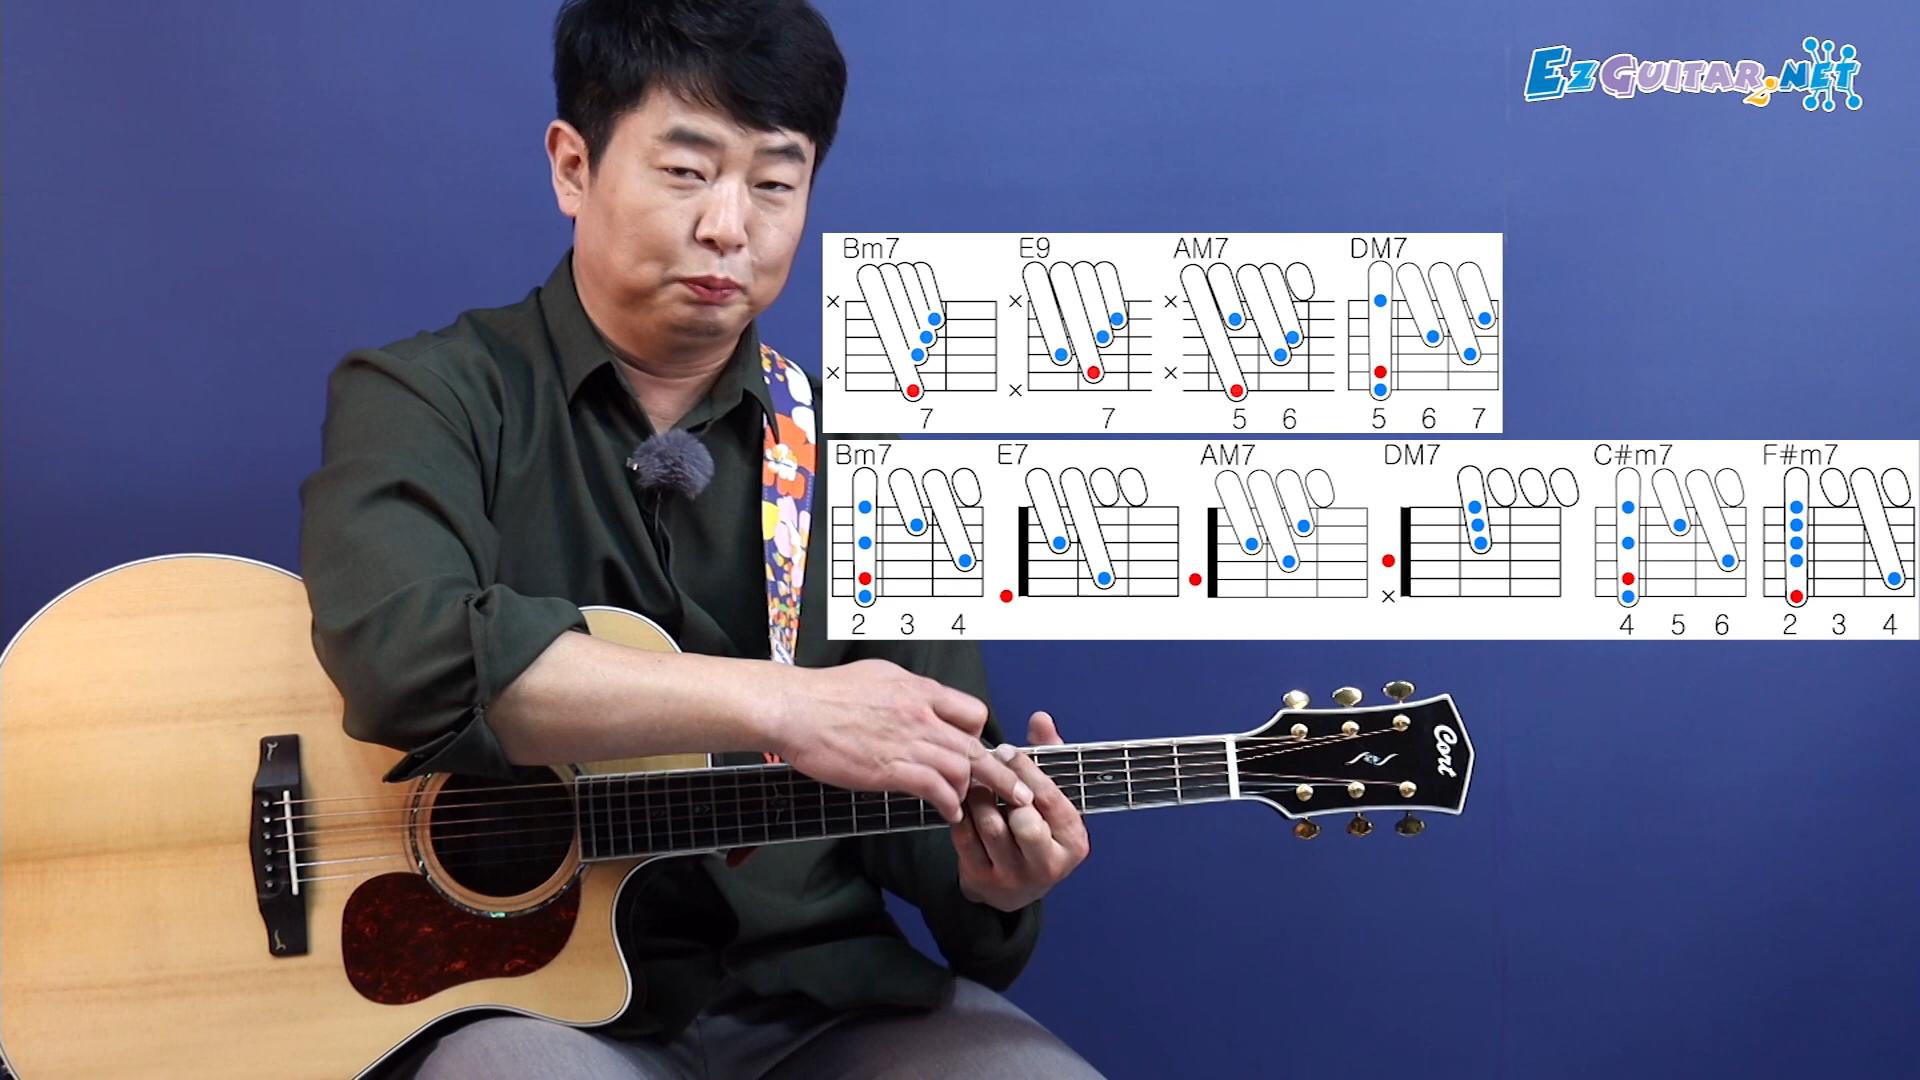 EzGUITAR2.NET
Bm7 E9 AM7 DM7
× × ×
× ×
×
7 7 5 6 5 6 7
Bm7 E7 AM7 DM7 C#m7 F#m7
×
2 3 4 4 5 6 2 3 4
Cort